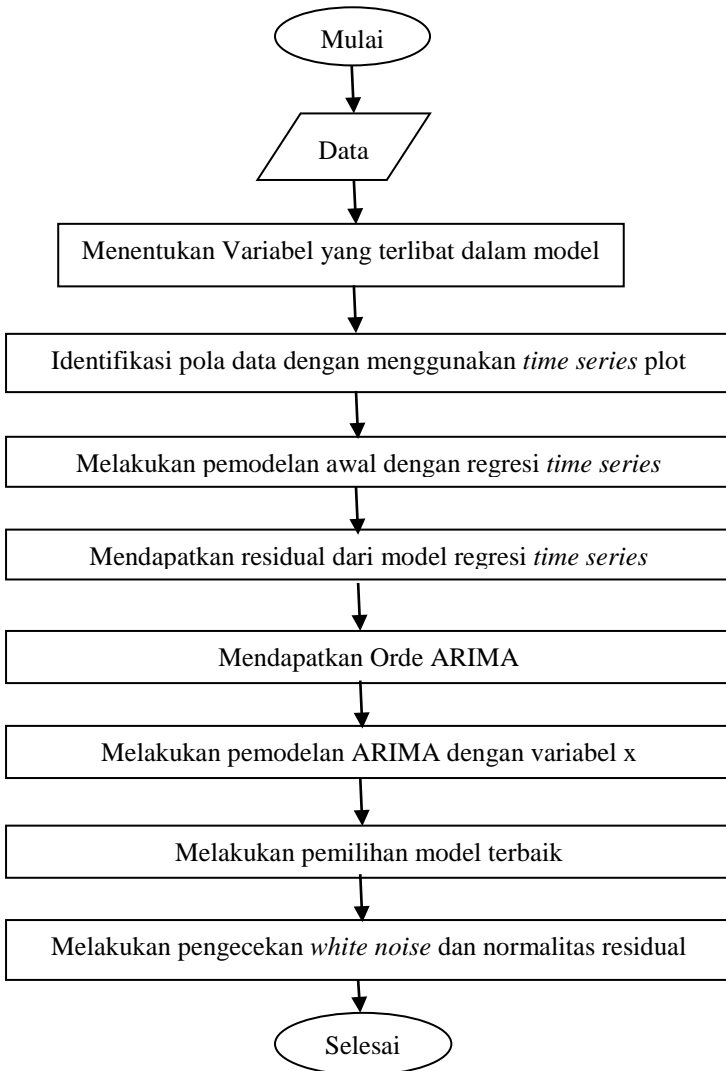 Mulai
Data
Menentukan Variabel yang terlibat dalam model
Identifikasi pola data dengan menggunakan time series plot
Melakukan pemodelan awal dengan regresi time series
Mendapatkan residual dari model regresi time series
Mendapatkan Orde ARIMA
Melakukan pemodelan ARIMA dengan variabel x
Melakukan pemilihan model terbaik
Melakukan pengecekan white noise dan normalitas residual
Selesai